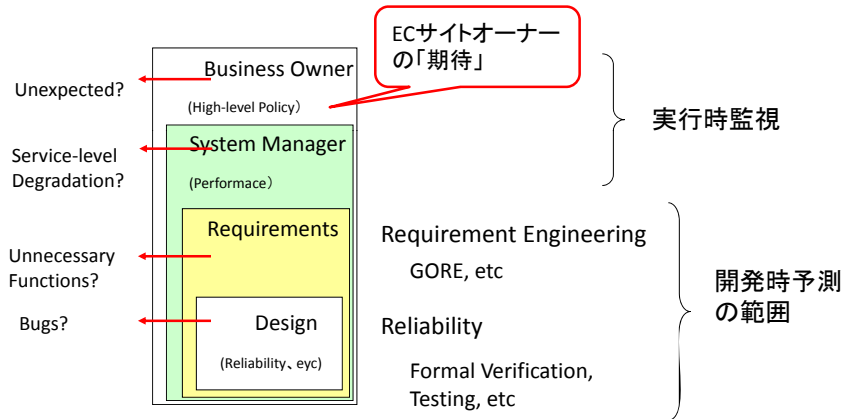 ECサイトオーナー
の「期待」
Business Owner
Unexpected?
(High-level Policy）
実行時監視
System Manager
Service-level
Degradation?
(Performace）
Requirements
Requirement Engineering
GORE, etc
Unnecessary
Functions?
開発時予測
の範囲
Bugs?
Design
Reliability
(Reliability、eyc)
Formal Verification,
Testing, etc